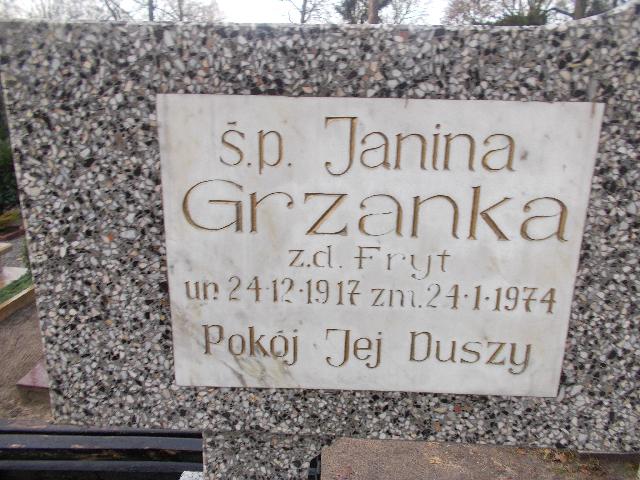 ś.p. Janina
Grzanka
z.d. Fryt
ur. 24·12·1917 zm. 24·1·1974
Pokój Jej Duszy